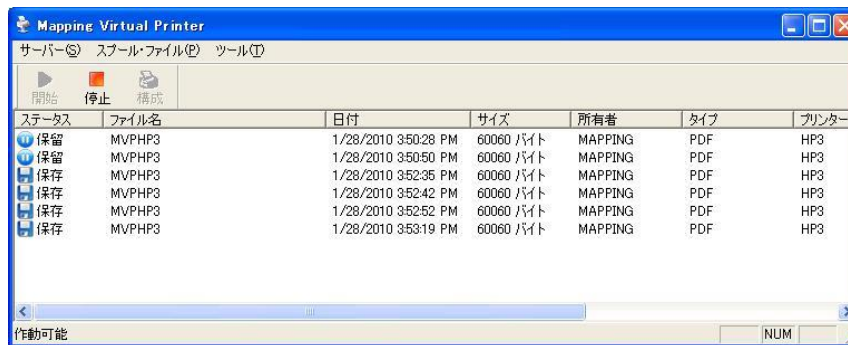 Mapping Virtual Printer
サーバー(S) スプール・ファイル(P) ツール(T)
開始 停止 構成
ステータス ファイル名 日付 サイズ 所有者 タイプ プリンター
保留 MVPHP3 1/28/2010 3:50:28 PM 60060 バイト MAPPING PDF HP3
保留 MVPHP3 1/28/2010 3:50:50 PM 60060 バイト MAPPING PDF HP3
保存 MVPHP3 1/28/2010 3:52:35 PM 60060 バイト MAPPING PDF HP3
保存 MVPHP3 1/28/2010 3:52:42 PM 60060 バイト MAPPING PDF HP3
保存 MVPHP3 1/28/2010 3:52:52 PM 60060 バイト MAPPING PDF HP3
保存 MVPHP3 1/28/2010 3:53:19 PM 60060 バイト MAPPING PDF HP3
作動可能 NUM